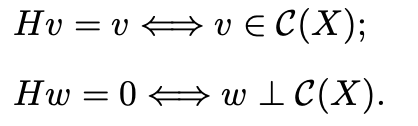 Hv = v ⟺ v ∈ 𝒞(X);
Hw = 0 ⟺ w ⊥ 𝒞(X).